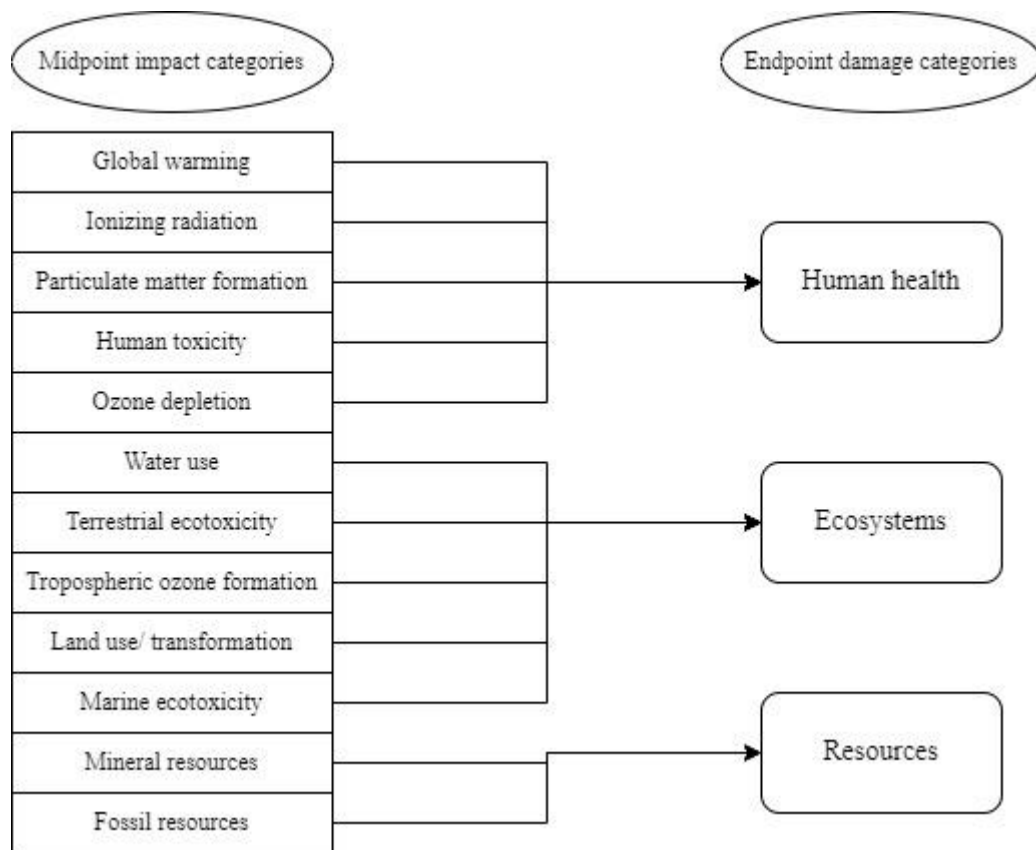 Midpoint impact categories
Endpoint damage categories
Global warming
Ionizing radiation
Particulate matter formation
Human toxicity
Ozone depletion
Water use
Terrestrial ecotoxicity
Tropospheric ozone formation
Land use/ transformation
Marine ecotoxicity
Mineral resources
Fossil resources
Human health
Ecosystems
Resources